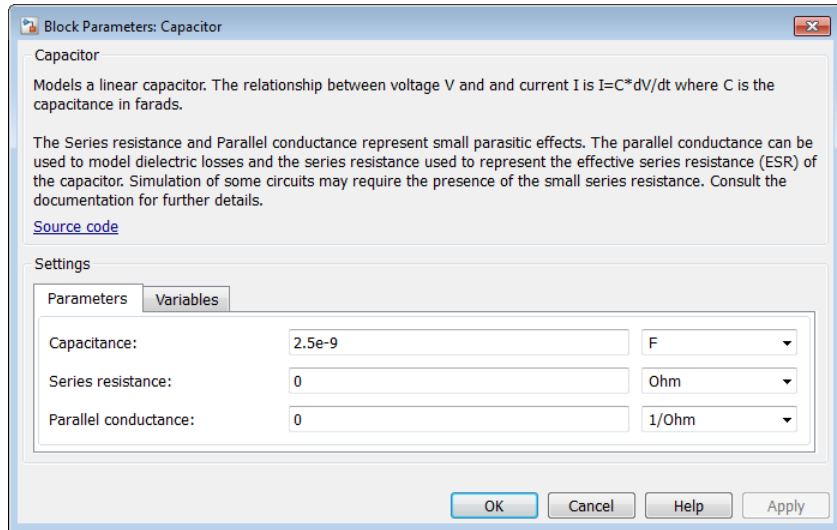 Block Parameters: Capacitor
Capacitor
Models a linear capacitor. The relationship between voltage V and and current I is I=C*dV/dt where C is the
capacitance in farads.
The Series resistance and Parallel conductance represent small parasitic effects. The parallel conductance can be
used to model dielectric losses and the series resistance used to represent the effective series resistance (ESR) of
the capacitor. Simulation of some circuits may require the presence of the small series resistance. Consult the
documentation for further details.
Source code
Settings
Parameters Variables
Capacitance: 2.5e-9 F
Series resistance: 0 Ohm
Parallel conductance: 0 1/Ohm
OK Cancel Help Apply